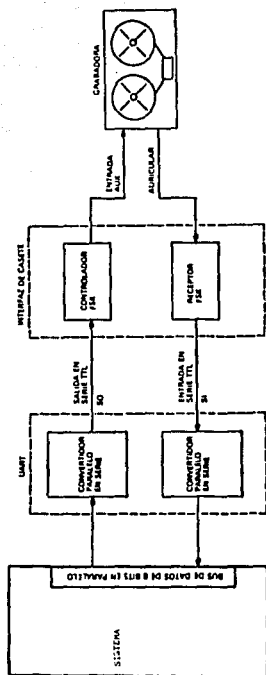 SISTEMA
BUS DE DATOS DE 8 BITS EN PARALELO
UART
CONVERTIDOR
PARALELO
EN SERIE
CONVERTIDOR
PARALELO
EN SERIE
SALIDA EN
SERIE TTL
SO
ENTRADA EN
SERIE TTL
SI
INTERFAZ DE CASETE
CONTROLADOR
FSK
RECEPTOR
FSK
ENTRADA
AUX
AURICULAR
GRABADORA